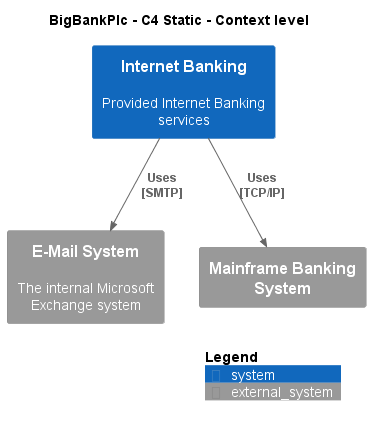 BigBankPlc - C4 Static - Context level
Internet Banking
Provided Internet Banking
services
Uses
[SMTP]
Uses
[TCP/IP]
E-Mail System
The internal Microsoft
Exchange system
Mainframe Banking
System
Legend
system
external_system